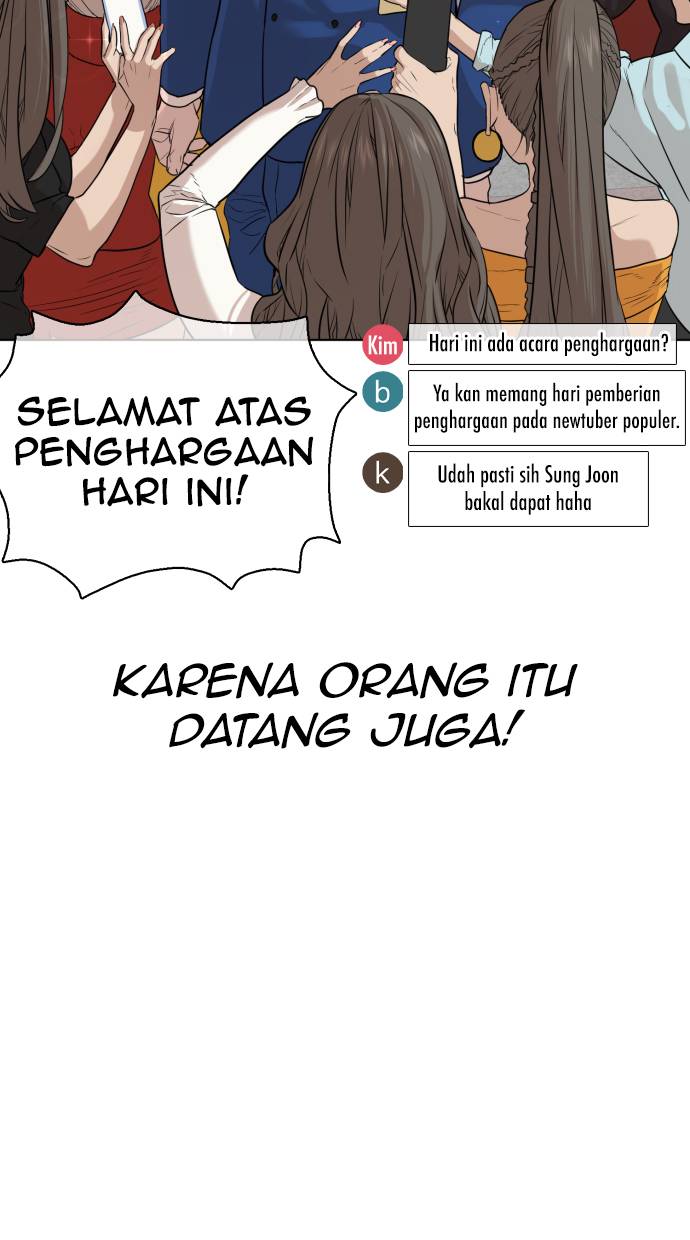 Kim
Hari ini ada acara penghargaan?
b
Ya kan memang hari pemberian
penghargaan pada newtuber populer.
k
Udah pasti sih Sung Joon
bakal dapat haha
SELAMAT ATAS
PENGHARGAAN
HARI INI!
KARENA ORANG ITU
DATANG JUGA!